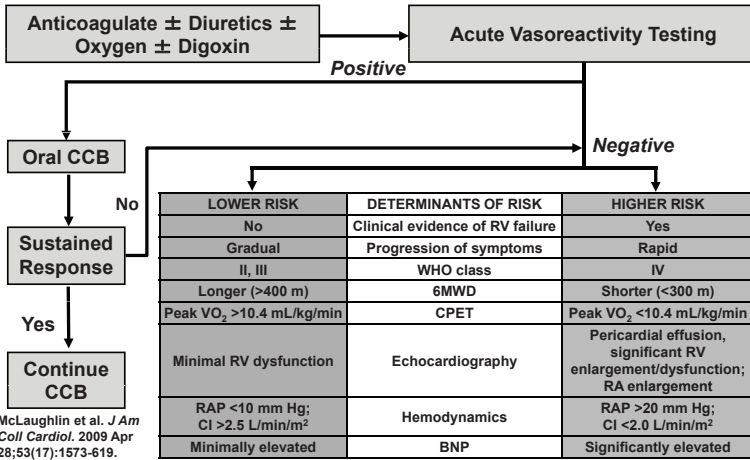 Anticoagulate ± Diuretics ±
Oxygen ± Digoxin
Acute Vasoreactivity Testing
Positive
Oral CCB
Negative
No
Sustained
Response
Yes
Continue
CCB
LOWER RISK DETERMINANTS OF RISK HIGHER RISK
No Clinical evidence of RV failure Yes
Gradual Progression of symptoms Rapid
II, III WHO class IV
Longer (>400 m) 6MWD Shorter (<300 m)
Peak VO₂ >10.4 mL/kg/min CPET Peak VO₂ <10.4 mL/kg/min
Minimal RV dysfunction Echocardiography Pericardial effusion,
significant RV
enlargement/dysfunction;
RA enlargement
RAP <10 mm Hg; Hemodynamics RAP >20 mm Hg;
CI >2.5 L/min/m² CI <2.0 L/min/m²
Minimally elevated BNP Significantly elevated
McLaughlin et al. J Am
Coll Cardiol. 2009 Apr
28;53(17):1573-619.